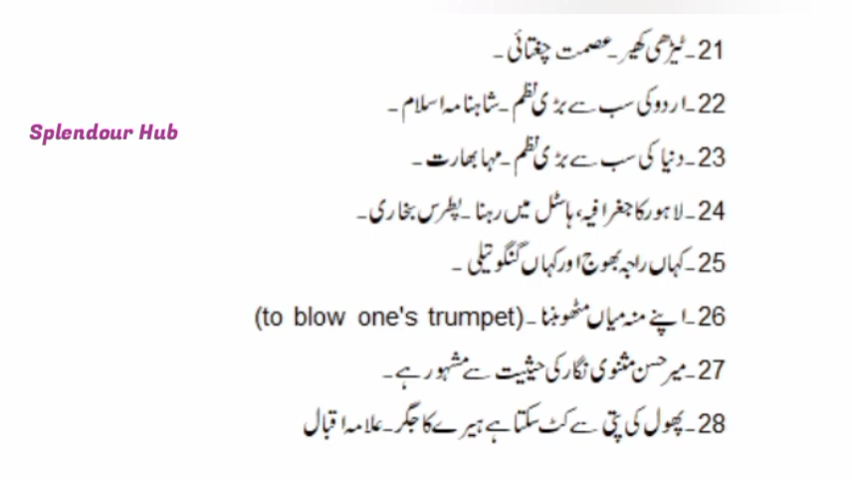 21۔ٹیڑھی کھیر۔عصمت چغتائی۔
22۔اردو کی سب سے بڑی نظم۔شاہنامہ اسلام۔
Splendour Hub
23۔دنیا کی سب سے بڑی نظم۔مہا بھارت۔
24۔لاہور کا جغرافیہ، ہاسٹل میں رہنا۔پطرس بخاری۔
25۔کہاں راجہ بھوج اور کہاں گنگو تیلی۔
26۔اپنے منہ میاں مٹھو بننا۔(to blow one's trumpet)
27۔میر حسن مثنوی نگار کی حیثیت سے مشہور ہے۔
28۔پھول کی پتی سے کٹ سکتا ہے ہیرے کا جگر۔علامہ اقبال